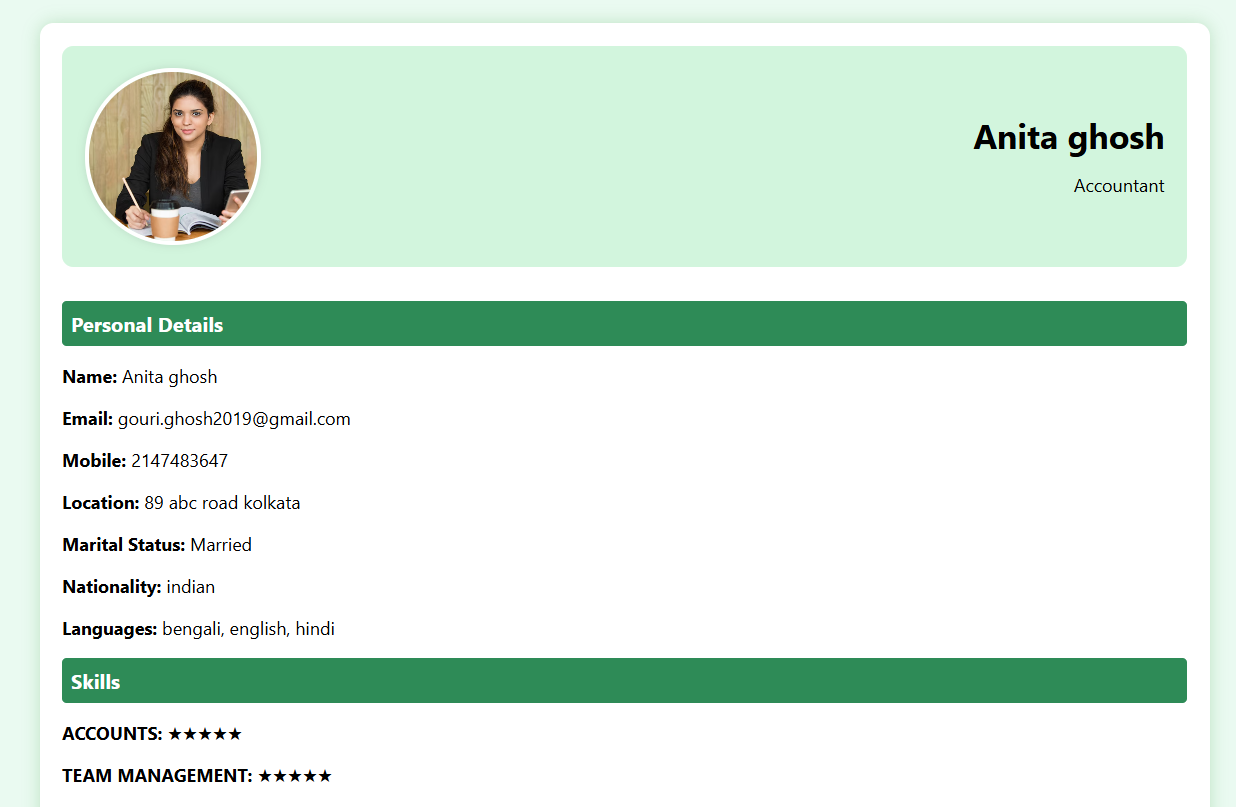 Anita ghosh
Accountant
Personal Details
Name: Anita ghosh
Email: gouri.ghosh2019@gmail.com
Mobile: 2147483647
Location: 89 abc road kolkata
Marital Status: Married
Nationality: indian
Languages: bengali, english, hindi
Skills
ACCOUNTS: ★★★★★
TEAM MANAGEMENT: ★★★★★